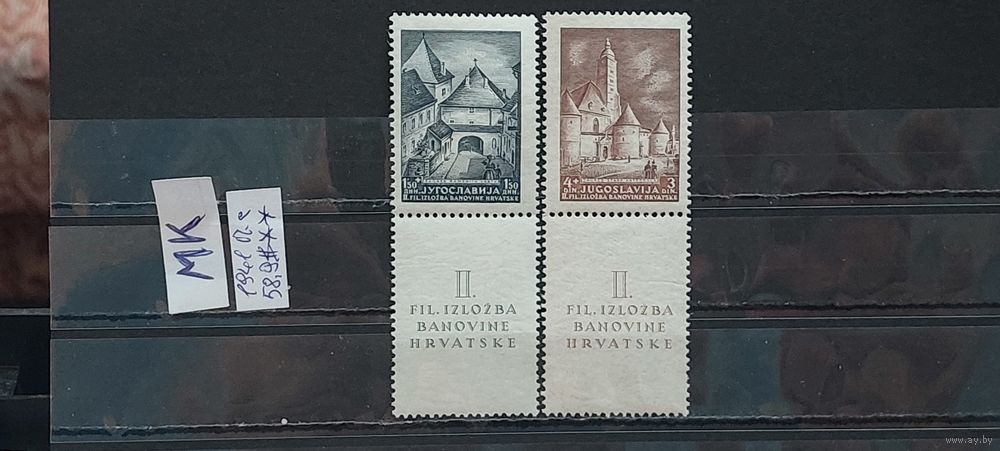 MK
1,50 + 1,50
ДИН. ЈУГОСЛАВИЈА ДИН.
II. FIL. IZLOŽBA BANOVINE HRVATSKE
II.
FIL. IZLOŽBA
BANOVINE
HRVATSKE
4 + 3
DIN. JUGOSLAVIJA DIN.
II. FIL. IZLOŽBA BANOVINE HRVATSKE
II.
FIL. IZLOŽBA
BANOVINE
HRVATSKE
www.ay.by